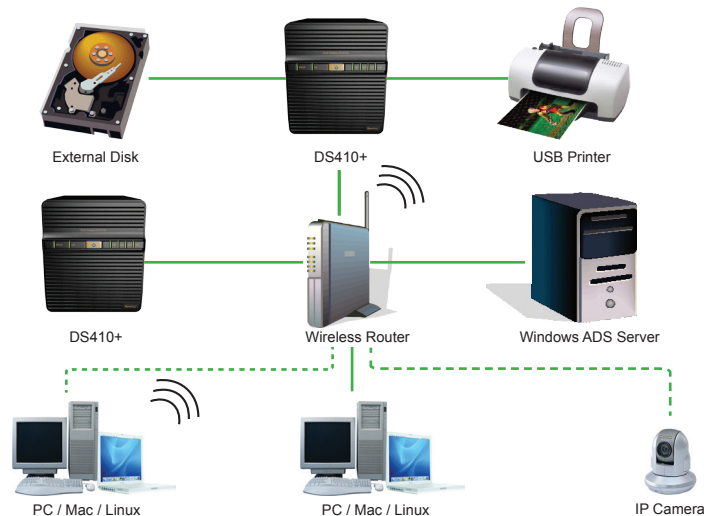 External Disk
DS410+
USB Printer
DS410+
Wireless Router
Windows ADS Server
PC / Mac / Linux
PC / Mac / Linux
IP Camera